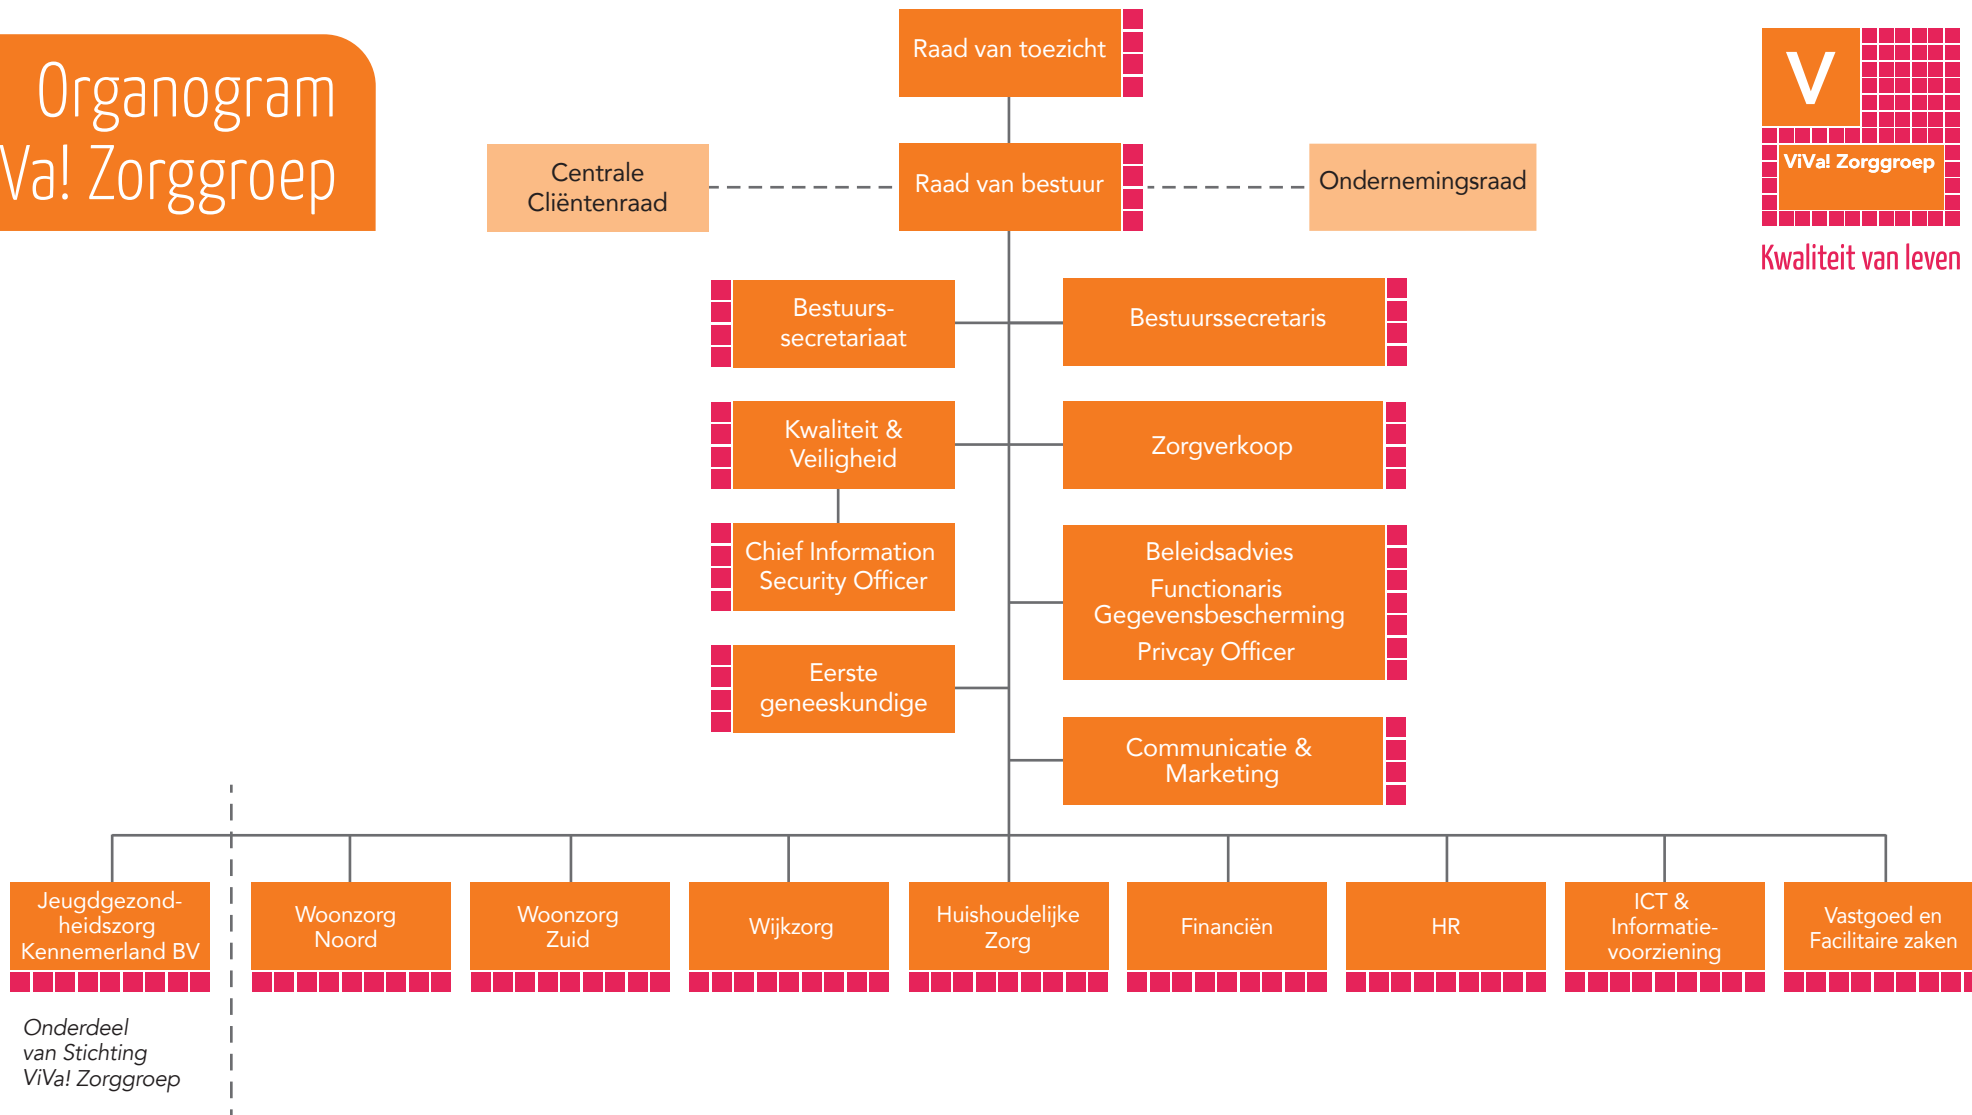 Organogram
Va! Zorggroep
Raad van toezicht
V
ViVa! Zorggroep
Kwaliteit van leven
Centrale
Cliëntenraad
Raad van bestuur
Ondernemingsraad
Bestuurs-
secretariaat
Bestuurssecretaris
Kwaliteit &
Veiligheid
Zorgverkoop
Chief Information
Security Officer
Beleidsadvies
Functionaris
Gegevensbescherming
Privcay Officer
Eerste
geneeskundige
Communicatie &
Marketing
Jeugdgezond-
heidszorg
Kennemerland BV
Woonzorg
Noord
Woonzorg
Zuid
Wijkzorg
Huishoudelijke
Zorg
Financiën
HR
ICT &
Informatie-
voorziening
Vastgoed en
Facilitaire zaken
Onderdeel
van Stichting
ViVa! Zorggroep